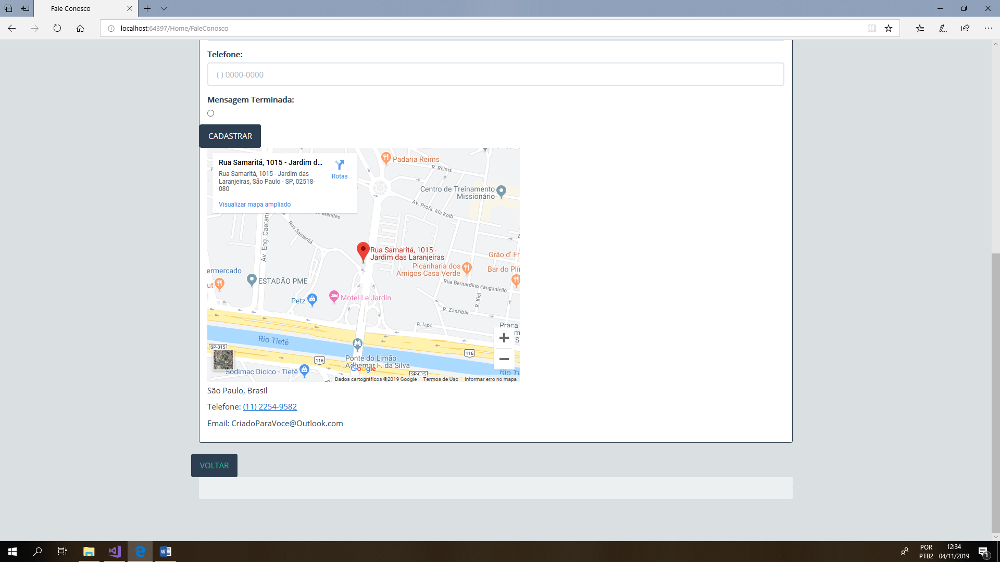 Fale Conosco
localhost:64397/Home/FaleConosco
Telefone:
( ) 0000-0000
Mensagem Terminada:
CADASTRAR
Rua Samaritá, 1015 - Jardim d...
Rua Samaritá, 1015 - Jardim das
Laranjeiras, São Paulo - SP, 02518-
080
Rotas
Visualizar mapa ampliado
Padaria Reims
R. Reims
Centro de Treinamento
Missionário
Av. Profa. Ida Kolb
Mendes
Rua Samaritá
Av. Eng. Caetano
Rua Samaritá, 1015 -
Jardim das Laranjeiras
Grão d' Fr
Picanharia dos
Amigos Casa Verde
Bar do Plí
ermercado
ut
ESTADÃO PME
Rua Bernardino Fanganiello
R. Kiel
Petz
Motel Le Jardin
R. Zanzibar
R. Iapó
Praça
Rio Tietê
SP-015
116
116
Ponte do Limão
Adhemar F. da Silva
Sodimac Dicico - Tietê
Google
SP-015
Rio Ti
Dados cartográficos ©2019 Google
Termos de Uso
Informar erro no mapa
São Paulo, Brasil
Telefone: (11) 2254-9582
Email: CriadoParaVoce@Outlook.com
VOLTAR
POR
PTB2
12:34
04/11/2019
1